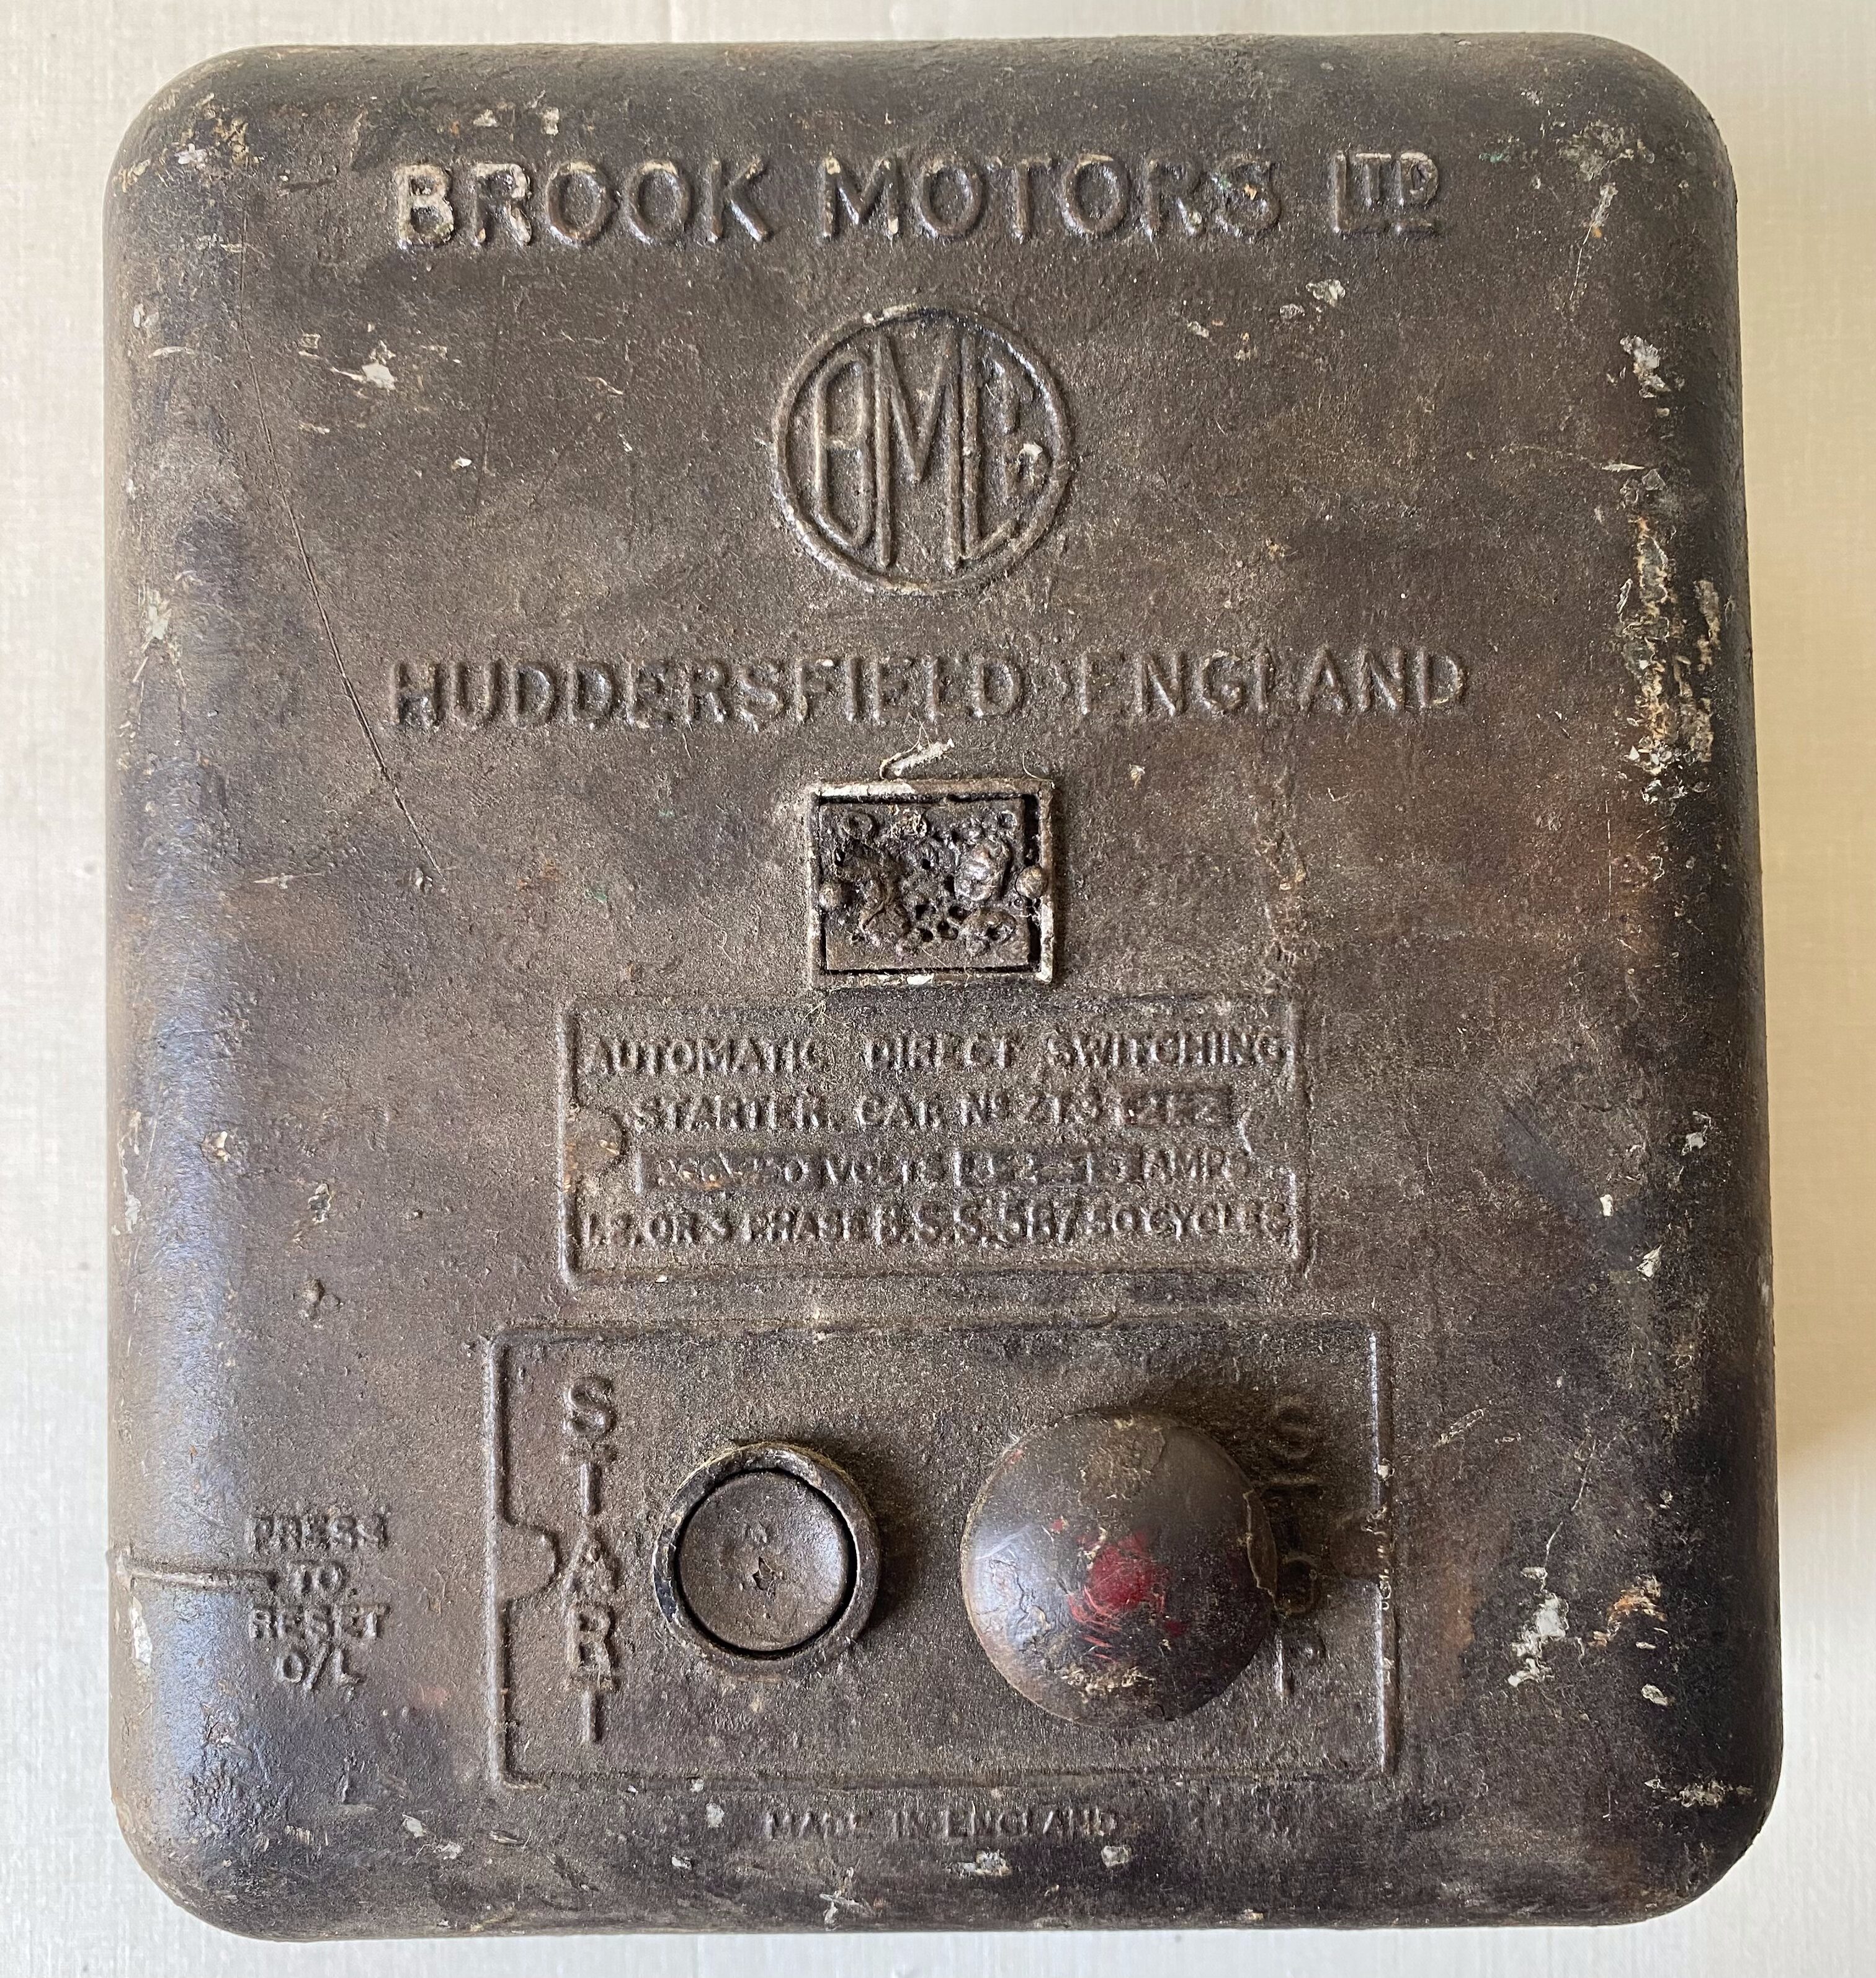 BROOK MOTORS LTD
BMC
HUDDERSFIELD ENGLAND
AUTOMATIC DIRECT SWITCHING
STARTER. CAT. Nº
VOLTS AMPS
1.2. OR 3 PHASE B.S.S. 587. 50 CYCLES
START
STOP
PRESS
TO
RESET
O/L
MADE IN ENGLAND